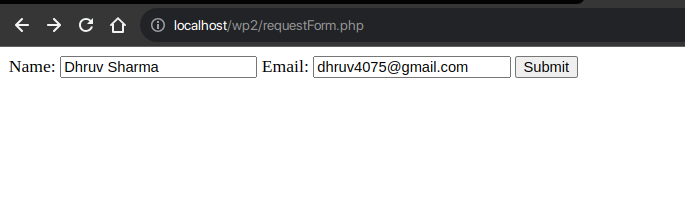 localhost/wp2/requestForm.php
Name: Dhruv Sharma Email: dhruv4075@gmail.com Submit